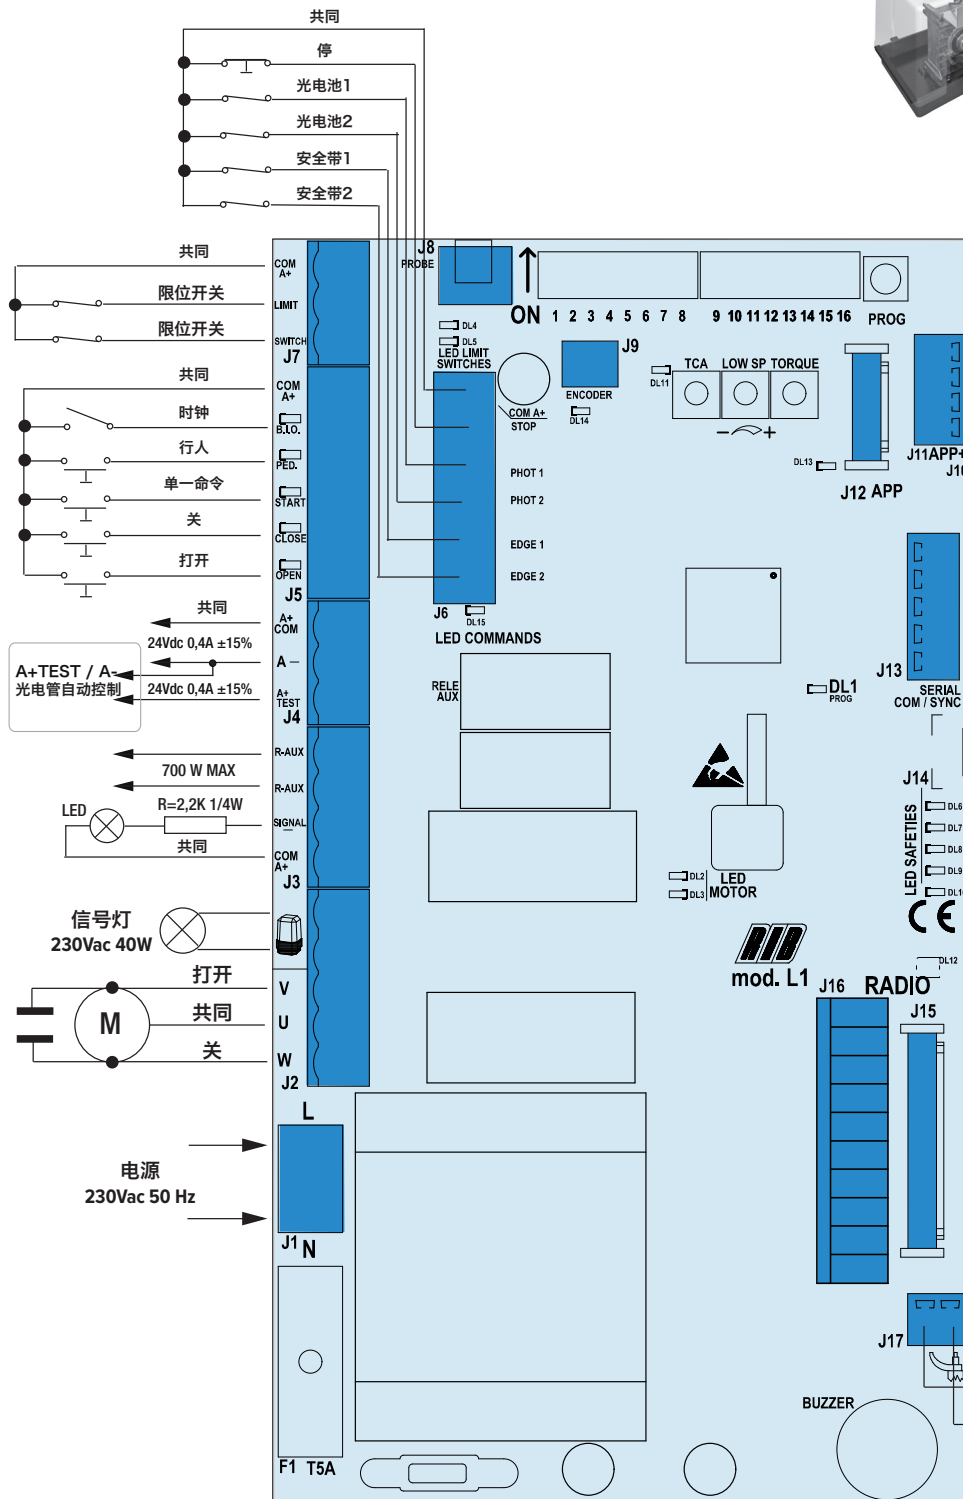 共同
停
光电池1
光电池2
安全带1
安全带2
共同
限位开关
限位开关
共同
时钟
行人
单一命令
关
打开
共同
24Vdc 0,4A ±15%
A+TEST / A-
光电管自动控制
24Vdc 0,4A ±15%
700 W MAX
LED
R=2,2K 1/4W
共同
信号灯
230Vac 40W
打开
共同
关
M
电源
230Vac 50 Hz
COM
A+
LIMIT
SWITCH
J7
COM
A+
B.I.O.
PED.
START
CLOSE
OPEN
J5
A+
COM
A –
A+
TEST
J4
R-AUX
R-AUX
SIGNAL
COM
A+
J3
V
U
W
J2
L
J1 N
F1 T5A
J8
PROBE
ON
1 2 3 4 5 6 7 8
9 10 11 12 13 14 15 16
PROG
DL4
DL5
LED LIMIT
SWITCHES
J9
ENCODER
DL14
COM A+
STOP
PHOT 1
PHOT 2
EDGE 1
EDGE 2
J6
DL15
LED COMMANDS
DL11
TCA LOW SP TORQUE
– +
DL13
J12 APP
J11 APP+
J10
RELE
AUX
J13
SERIAL
COM / SYNC
DL1
PROG
J14
LED SAFETIES
DL6
DL7
DL8
DL9
DL10
CE
DL12
DL2
DL3
LED
MOTOR
RIB
mod. L1
J16
RADIO
J15
J17
BUZZER